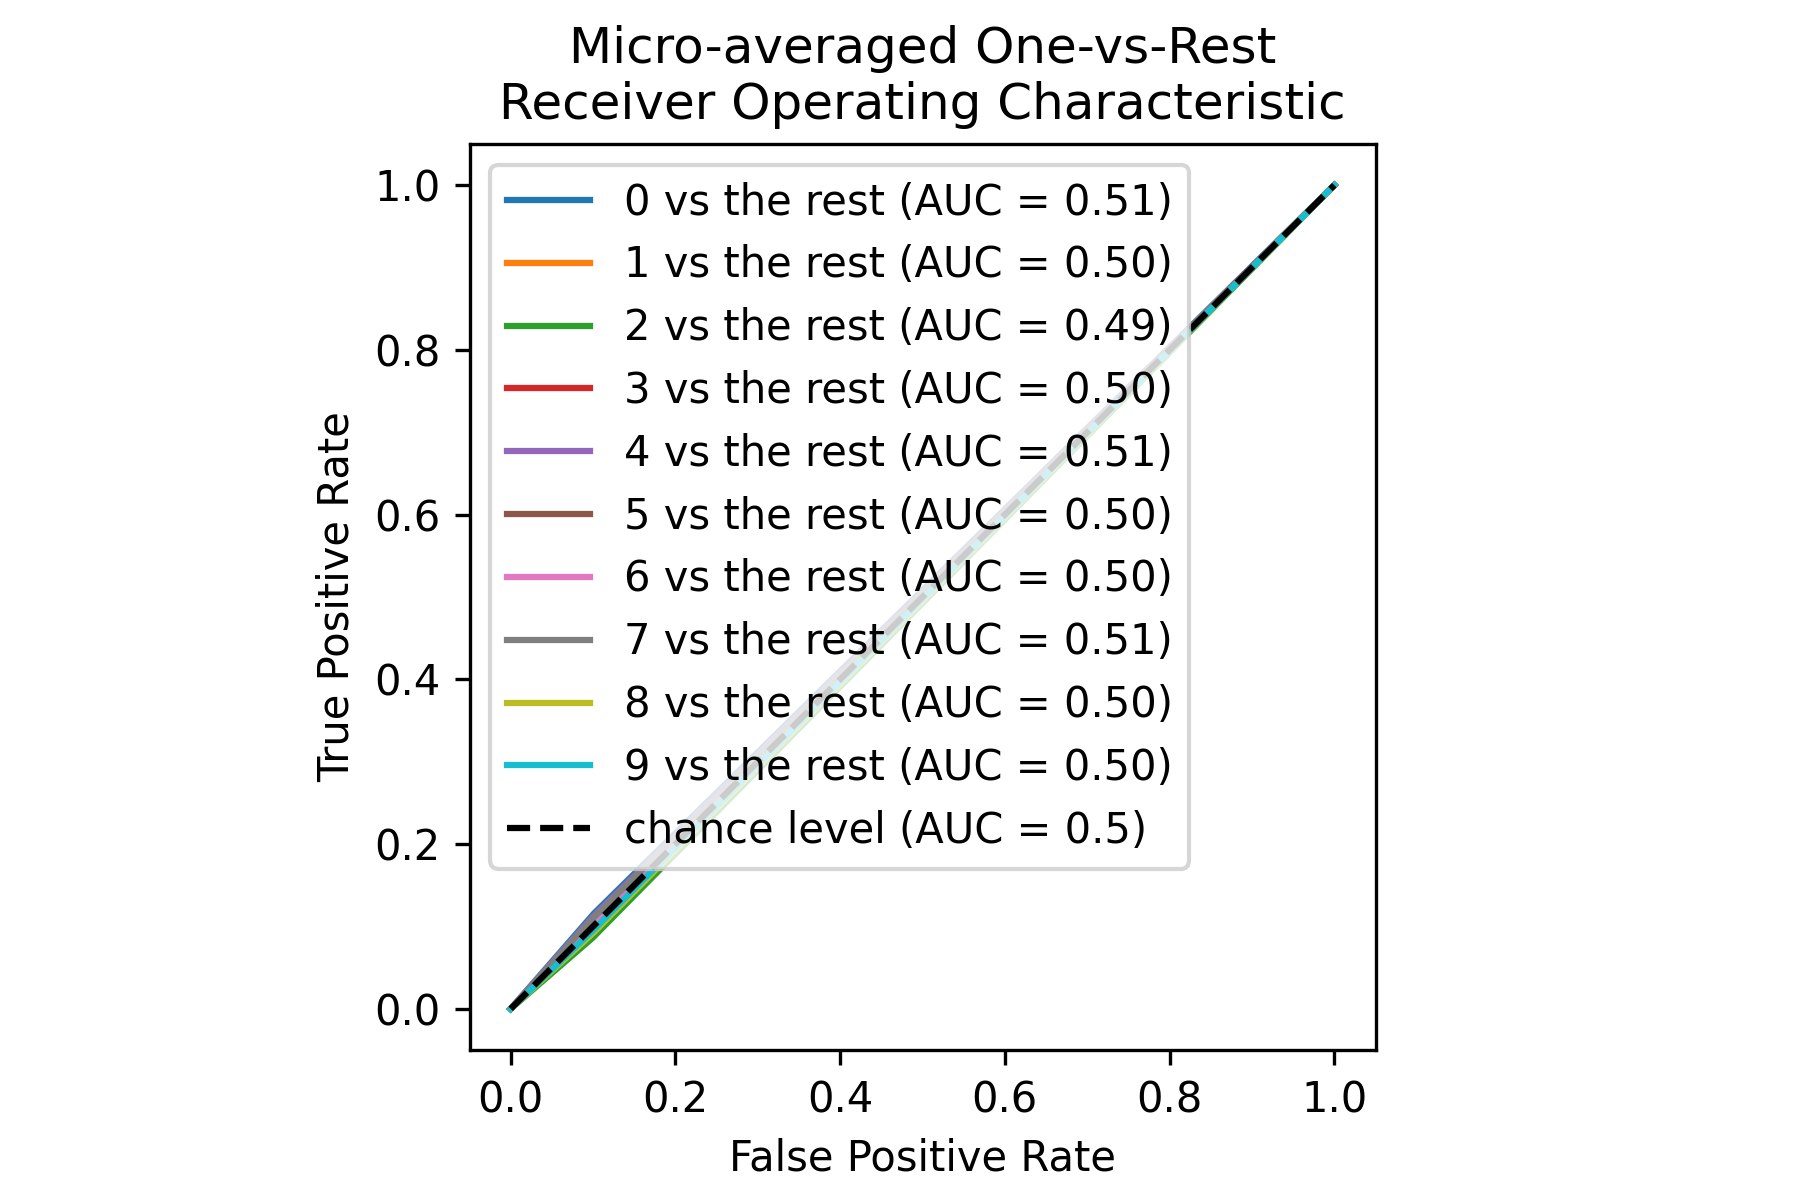 Micro-averaged One-vs-Rest
Receiver Operating Characteristic
1.0
0.8
0.6
0.4
0.2
0.0
True Positive Rate
0 vs the rest (AUC = 0.51)
1 vs the rest (AUC = 0.50)
2 vs the rest (AUC = 0.49)
3 vs the rest (AUC = 0.50)
4 vs the rest (AUC = 0.51)
5 vs the rest (AUC = 0.50)
6 vs the rest (AUC = 0.50)
7 vs the rest (AUC = 0.51)
8 vs the rest (AUC = 0.50)
9 vs the rest (AUC = 0.50)
chance level (AUC = 0.5)
0.0 0.2 0.4 0.6 0.8 1.0
False Positive Rate